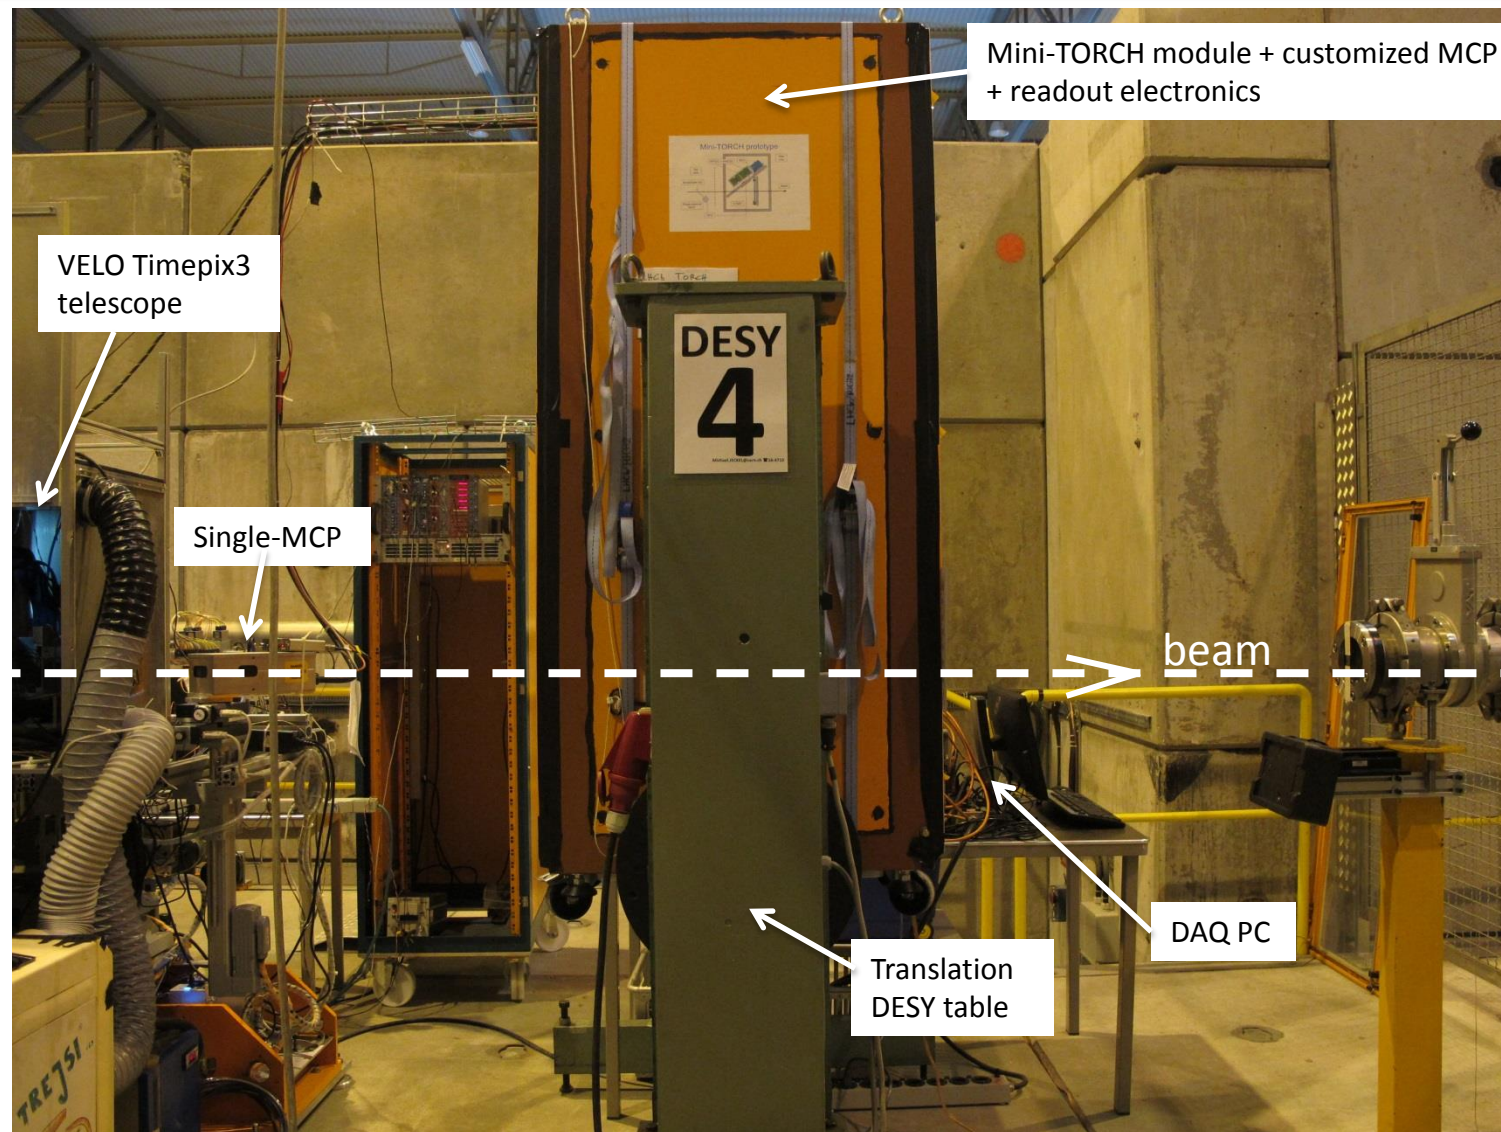 Mini-TORCH module + customized MCP
+ readout electronics
Mini-TORCH prototype
VELO Timepix3
telescope
TORCH
DESY
4
Single-MCP
beam
DAQ PC
Translation
DESY table
TREJSI...